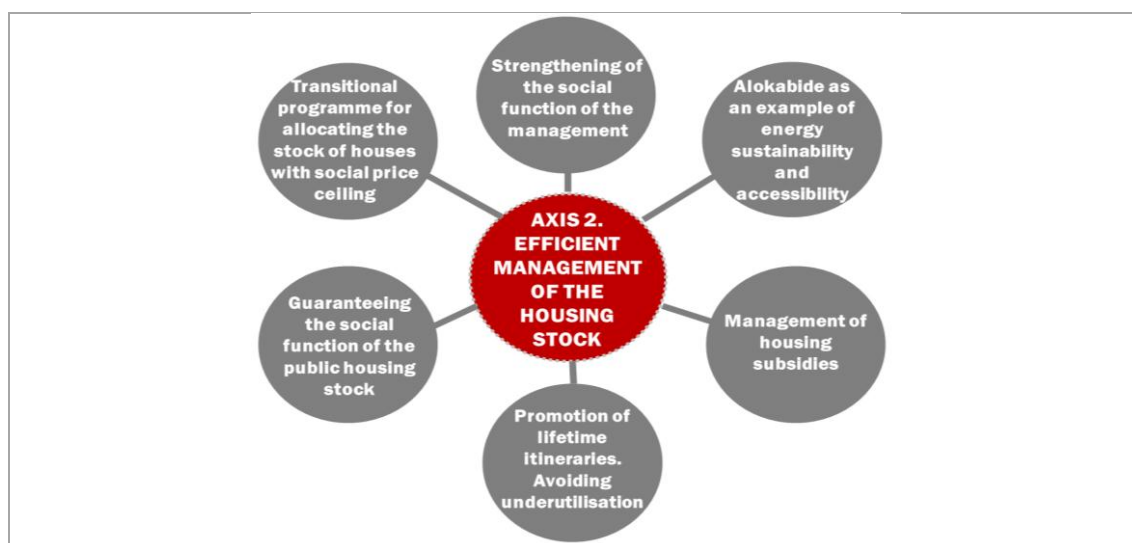 Strengthening of
the social
function of the
management
Transitional
programme for
allocating the
stock of houses
with social price
ceiling
Alokabide as
an example of
energy
sustainability
and
accessibility
AXIS 2.
EFFICIENT
MANAGEMENT
OF THE
HOUSING
STOCK
Guaranteeing
the social
function of the
public housing
stock
Management of
housing
subsidies
Promotion of
lifetime
itineraries.
Avoiding
underutilisation